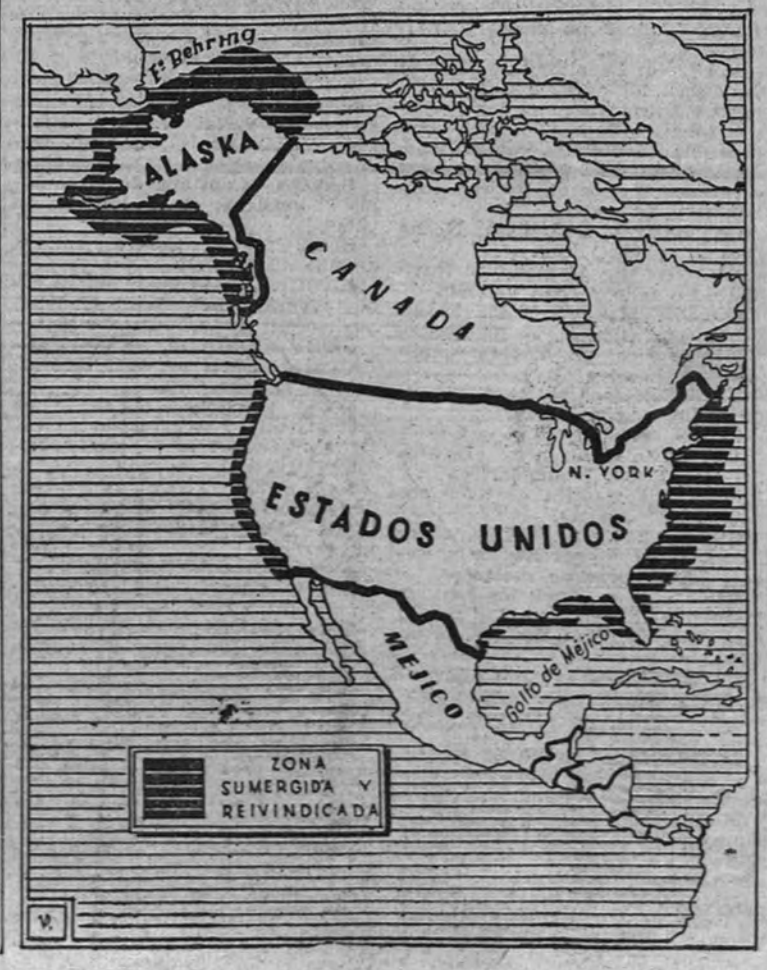 Eº Behring
ALASKA
CANADA
N. YORK
ESTADOS UNIDOS
MEJICO
Golfo de Méjico
ZONA
SUMERGIDA Y
REIVINDICADA
V.